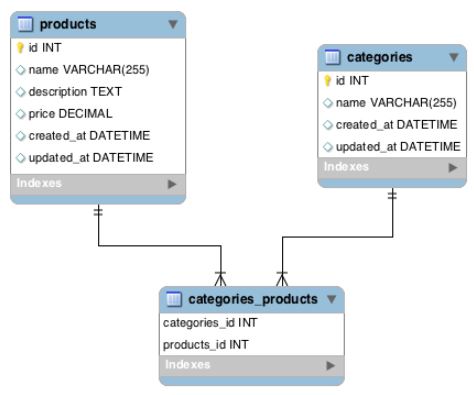 products
id INT
name VARCHAR(255)
description TEXT
price DECIMAL
created_at DATETIME
updated_at DATETIME
Indexes
categories
id INT
name VARCHAR(255)
created_at DATETIME
updated_at DATETIME
Indexes
categories_products
categories_id INT
products_id INT
Indexes